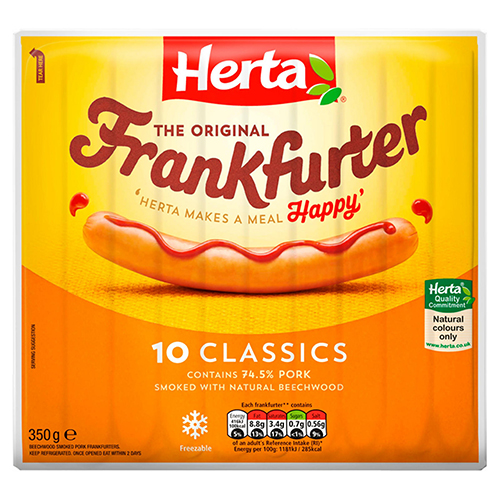 TEAR HERE
Herta
®
THE ORIGINAL
Frankfurter
'HERTA MAKES A MEAL Happy'
Herta
Quality
Commitment
Natural
colours
only
www.herta.co.uk
SERVING SUGGESTION
10 CLASSICS
CONTAINS 74.5% PORK
SMOKED WITH NATURAL BEECHWOOD
Each frankfurter** contains
Energy Fat Saturates Sugars Salt
416kJ 8.8g 3.4g 0.7g 0.56g
100kcal
5% 13% 17% <1% 9%
of an adult's Reference Intake (RI)*
Energy per 100g: 1181kJ / 285kcal
Freezable
350g e
BEECHWOOD SMOKED PORK FRANKFURTERS.
KEEP REFRIGERATED. ONCE OPENED EAT WITHIN 2 DAYS